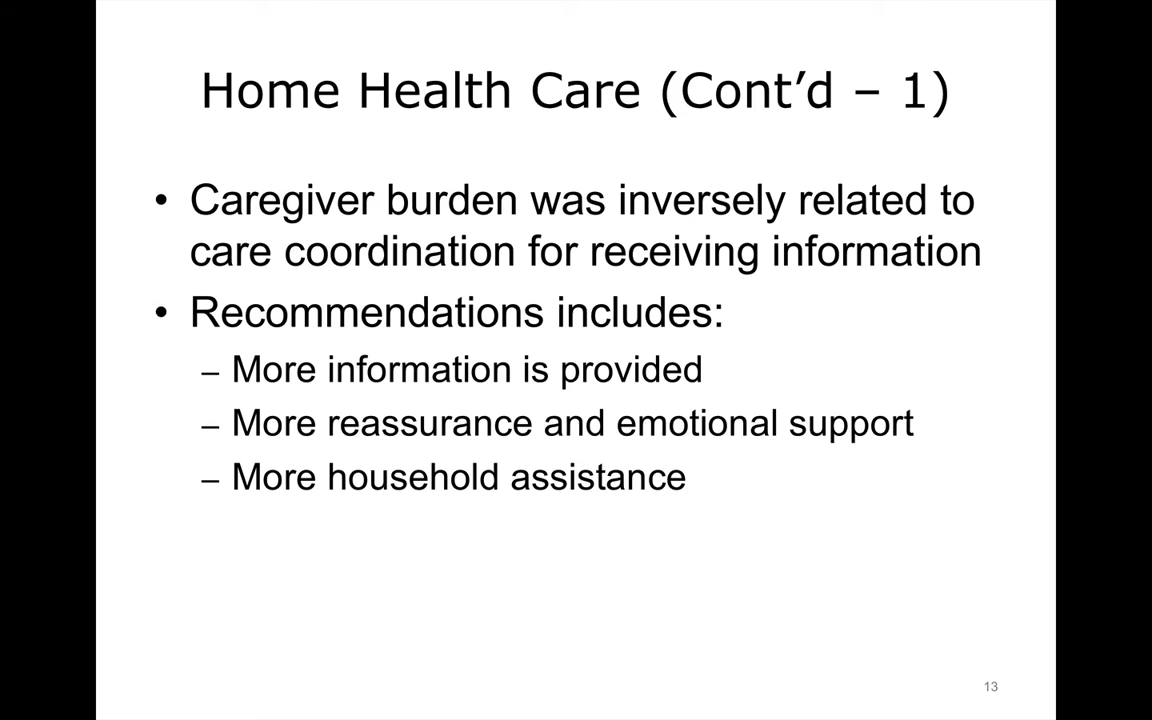 Home Health Care (Cont’d – 1)
• Caregiver burden was inversely related to
care coordination for receiving information
• Recommendations includes:
– More information is provided
– More reassurance and emotional support
– More household assistance
13